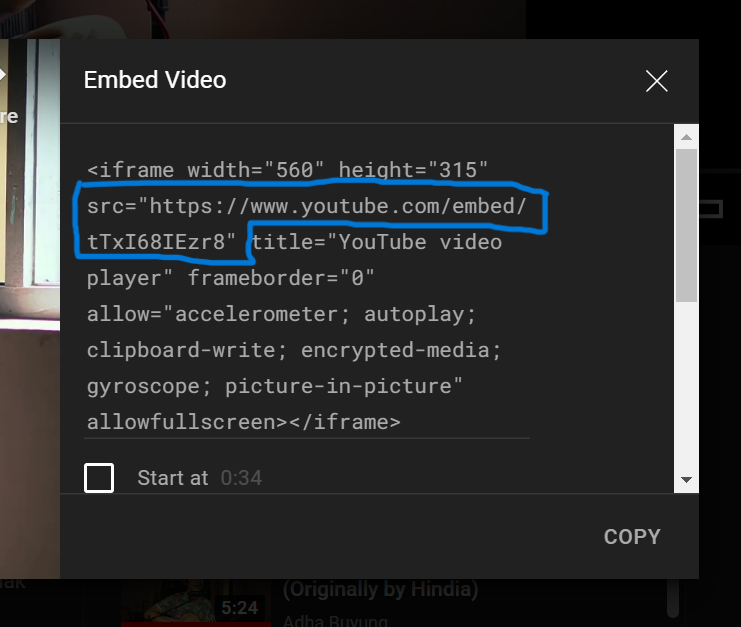 Embed Video
re
<iframe width="560" height="315"
src="https://www.youtube.com/embed/
tTxI68IEzr8" title="YouTube video
player" frameborder="0"
allow="accelerometer; autoplay;
clipboard-write; encrypted-media;
gyroscope; picture-in-picture"
allowfullscreen></iframe>
Start at 0:34
COPY
(Originally by Hindia)
5:24
Adha Buyung